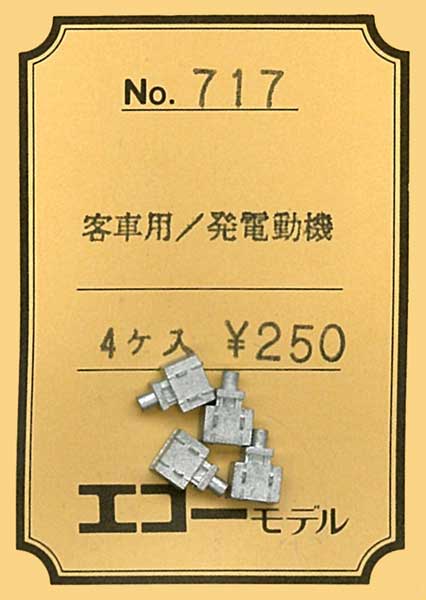 No. 717
客車用／発電動機
4ケ入 ¥250
エコーモデル